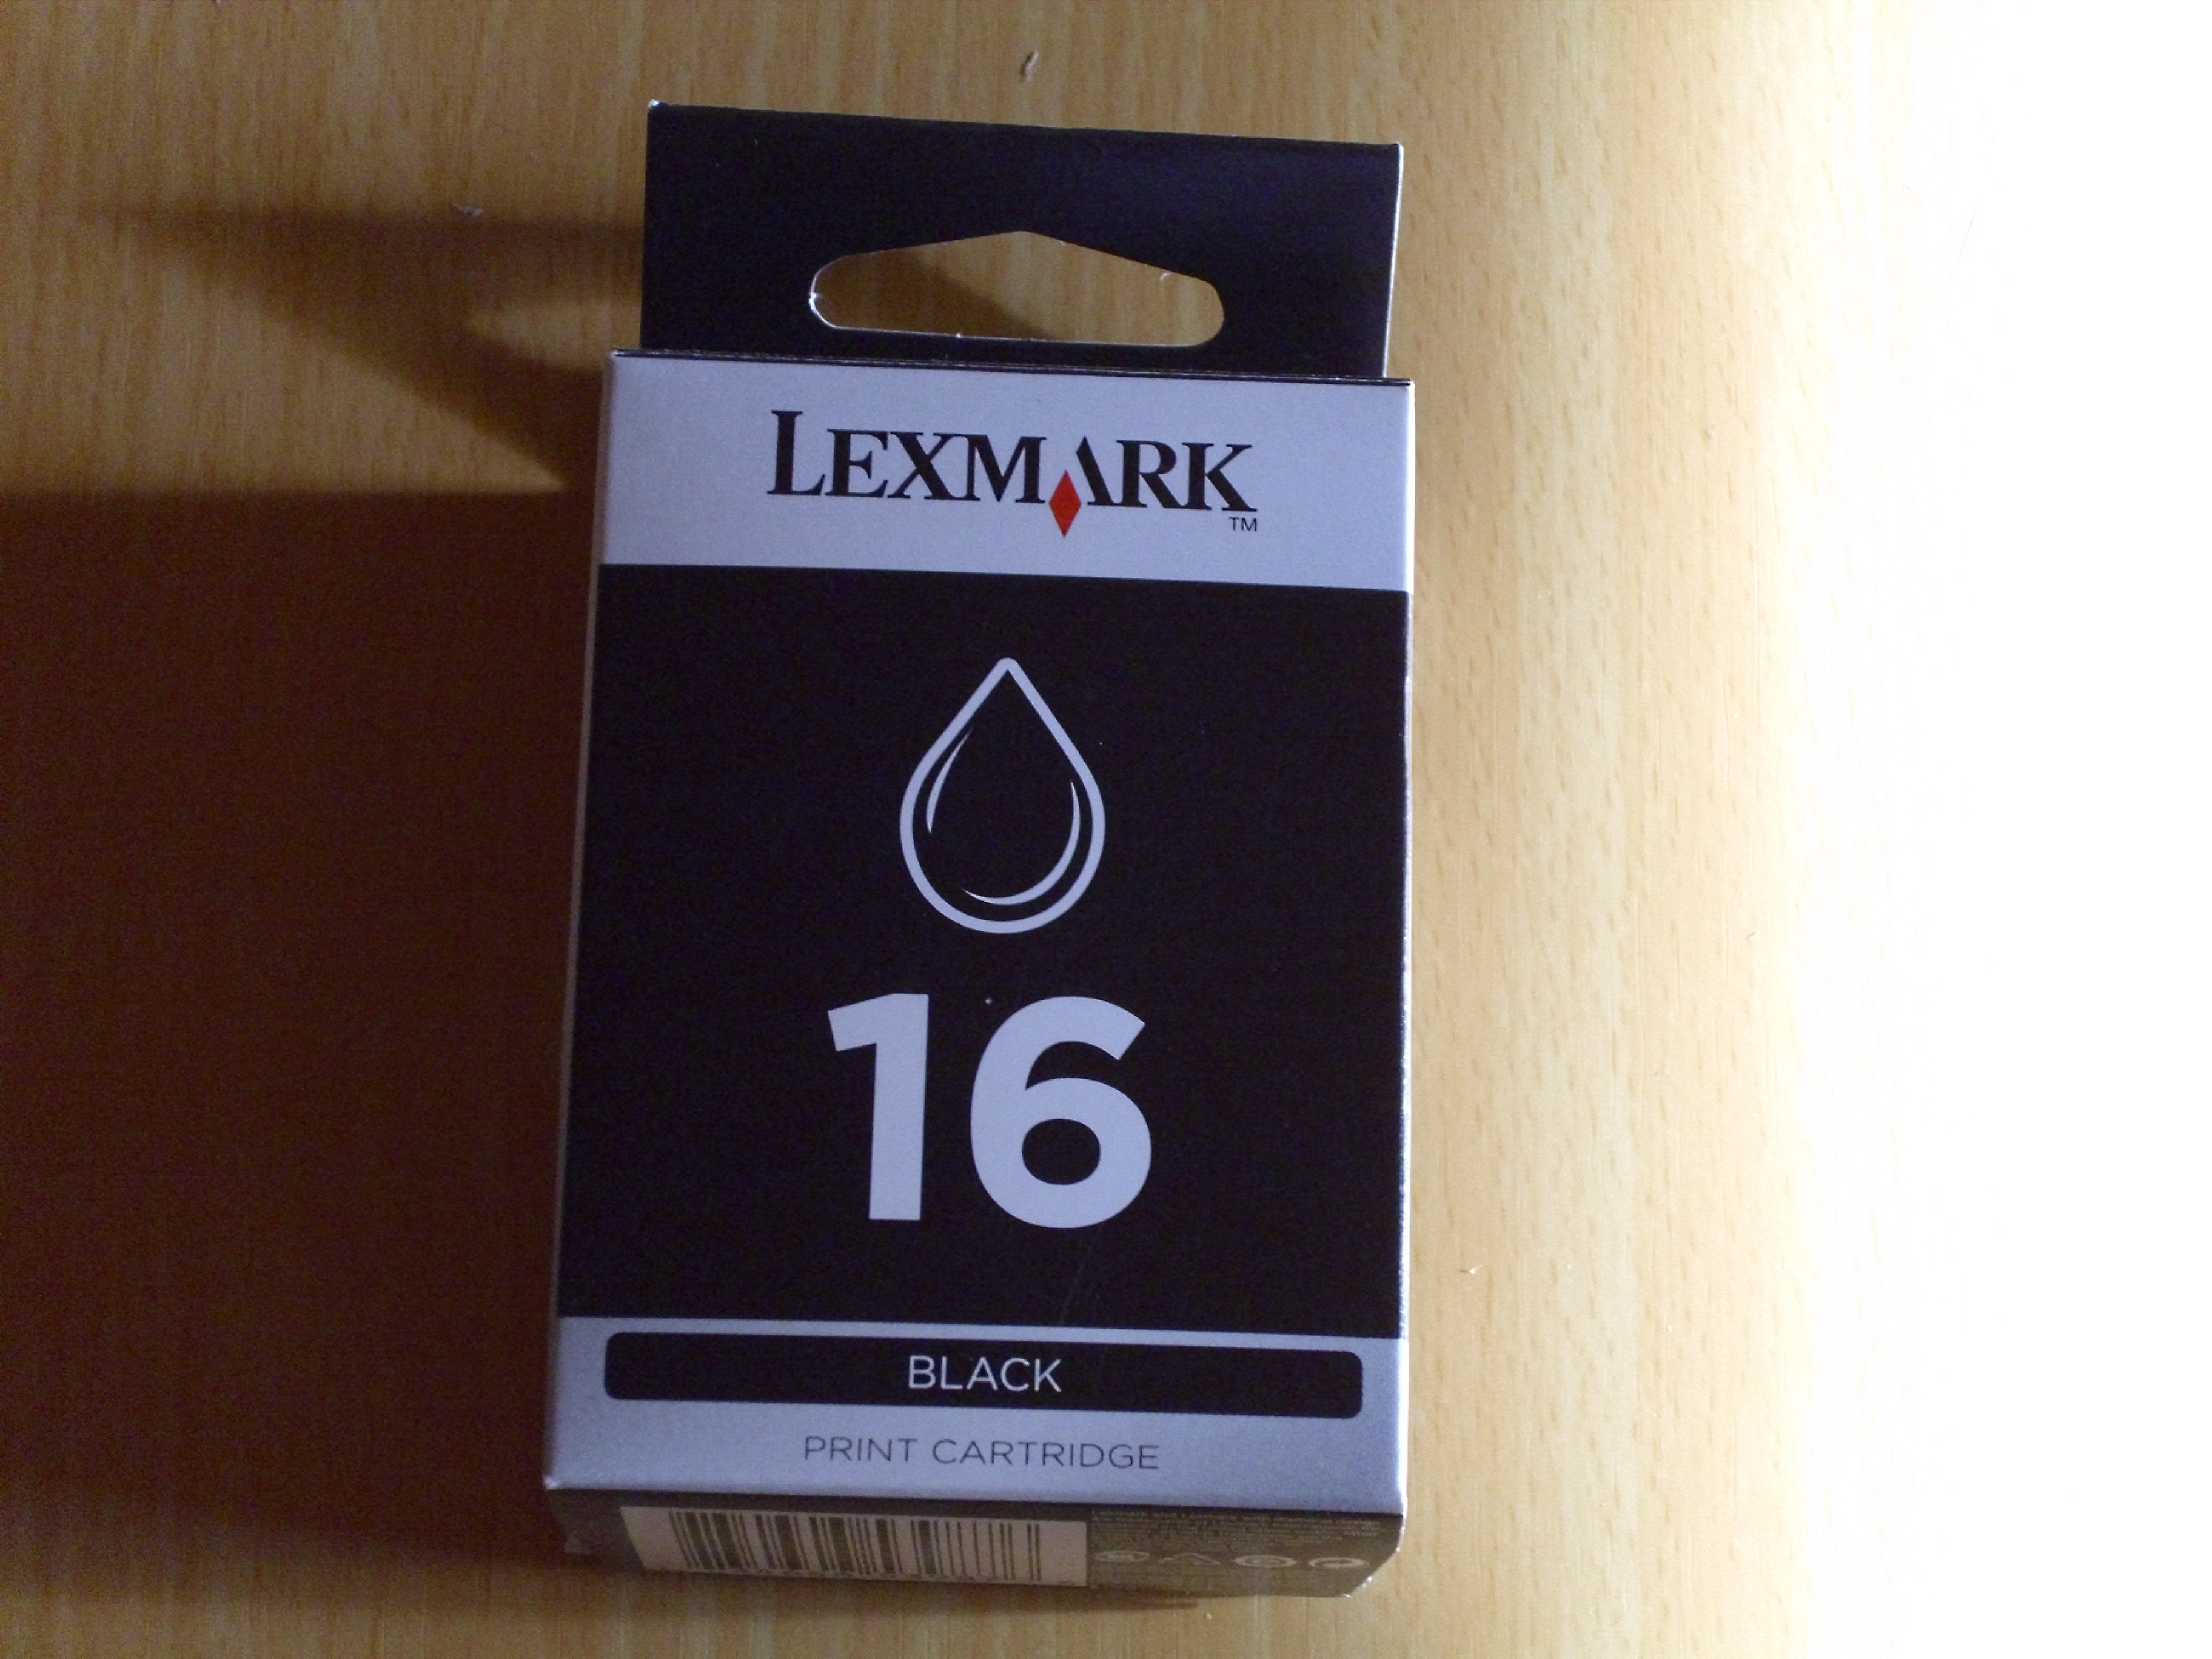 LEXMARK
TM
16
BLACK
PRINT CARTRIDGE